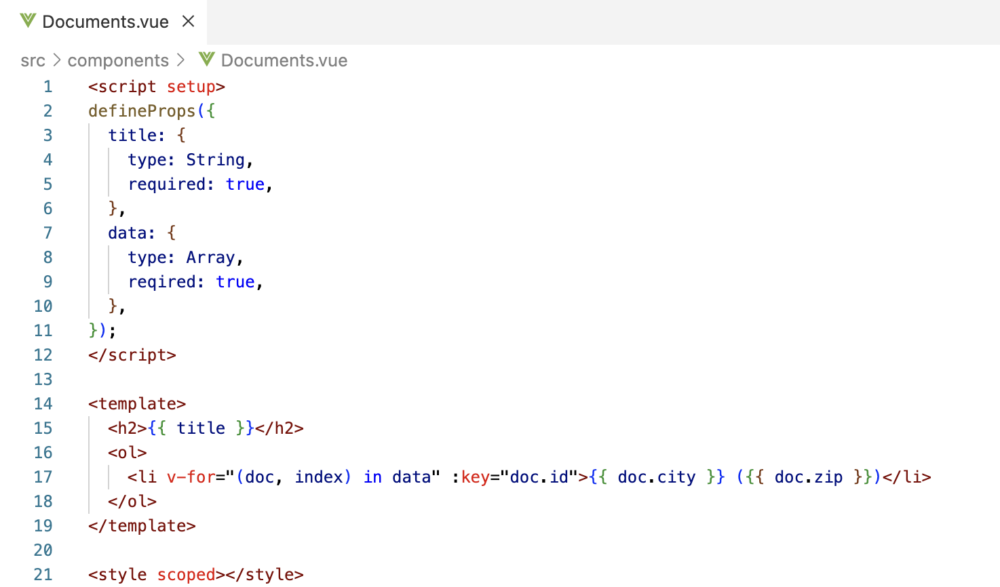 Documents.vue ×
src > components > Documents.vue
1 <script setup>
2 defineProps({
3   title: {
4     type: String,
5     required: true,
6   },
7   data: {
8     type: Array,
9     reqired: true,
10   },
11 });
12 </script>
13
14 <template>
15   <h2>{{ title }}</h2>
16   <ol>
17     <li v-for="(doc, index) in data" :key="doc.id">{{ doc.city }} ({{ doc.zip }})</li>
18   </ol>
19 </template>
20
21 <style scoped></style>